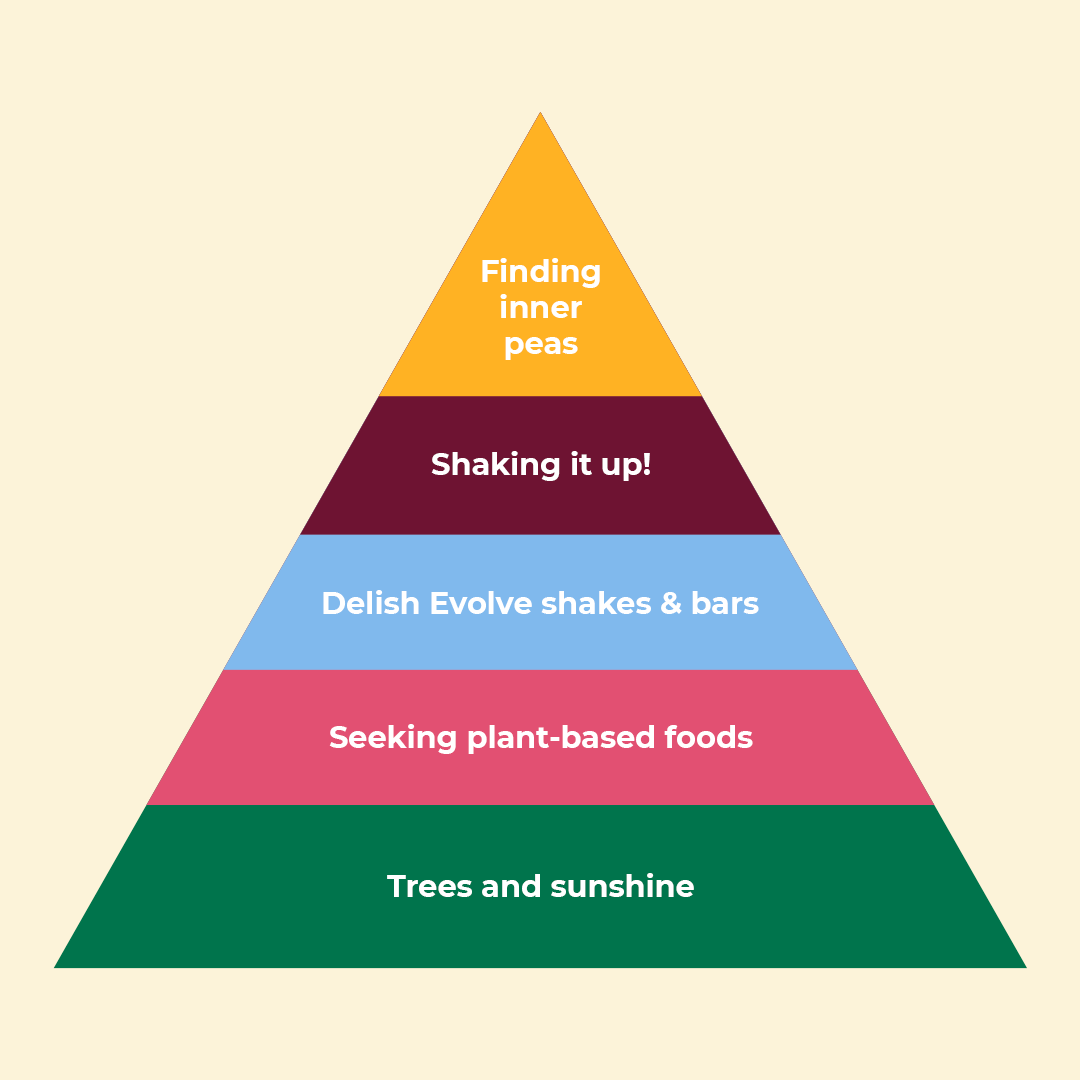 Finding
inner
peas
Shaking it up!
Delish Evolve shakes & bars
Seeking plant-based foods
Trees and sunshine